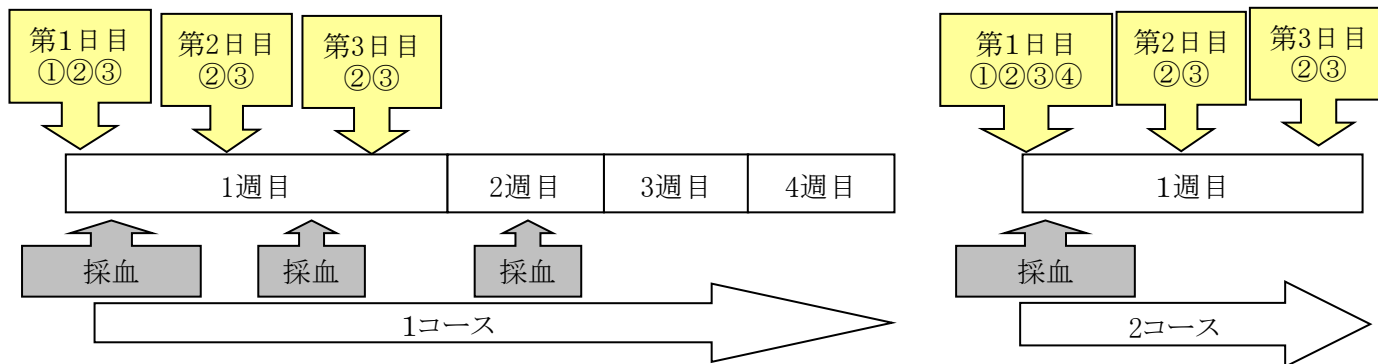 第1日目
①②③
第2日目
②③
第3日目
②③
第1日目
①②③④
第2日目
②③
第3日目
②③
1週目
2週目
3週目
4週目
1週目
採血
採血
採血
採血
1コース
2コース